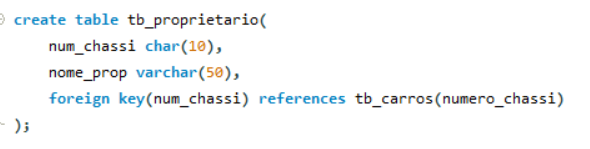 create table tb_proprietario(
num_chassi char(10),
nome_prop varchar(50),
foreign key(num_chassi) references tb_carros(numero_chassi)
);